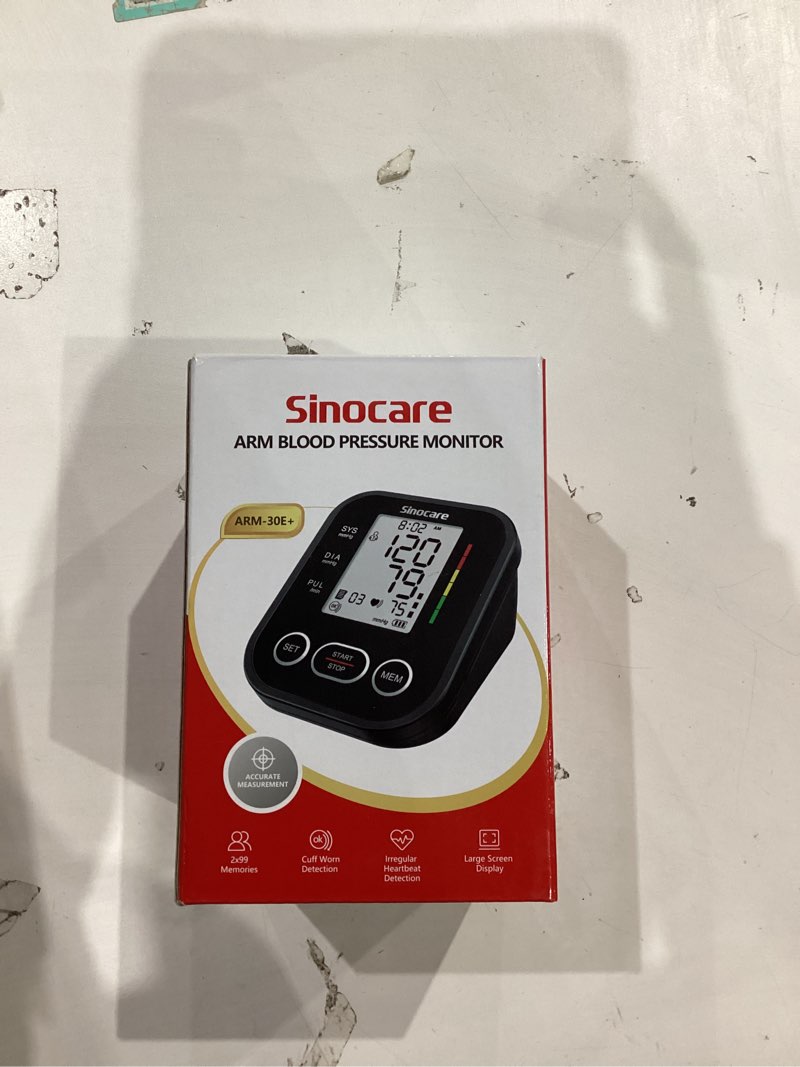 Sinocare
ARM BLOOD PRESSURE MONITOR
ARM-30E+
Sinocare
8:02 AM
SYS
mmHg
120
DIA
mmHg
79
PUL
/min
03
75
ok
mmHg
SET
START
STOP
MEM
ACCURATE
MEASUREMENT
ok
2x99
Memories
Cuff Worn
Detection
Irregular
Heartbeat
Detection
Large Screen
Display